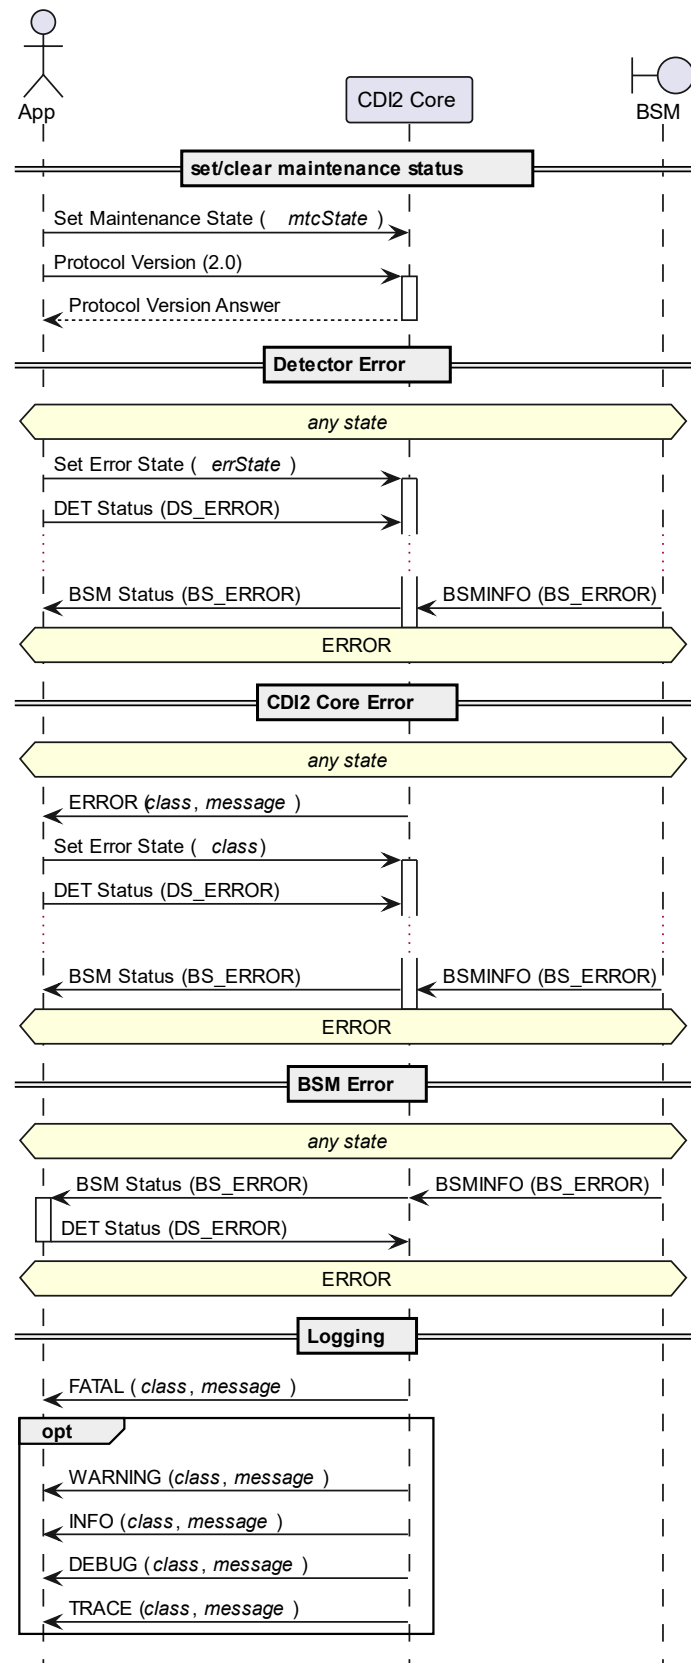 App
CDI2 Core
BSM
set/clear maintenance status
Set Maintenance State ( mtcState )
Protocol Version (2.0)
Protocol Version Answer
Detector Error
any state
Set Error State ( errState )
DET Status (DS_ERROR)
BSM Status (BS_ERROR) BSMINFO (BS_ERROR)
ERROR
CDI2 Core Error
any state
ERROR (class, message )
Set Error State ( class)
DET Status (DS_ERROR)
BSM Status (BS_ERROR) BSMINFO (BS_ERROR)
ERROR
BSM Error
any state
BSM Status (BS_ERROR) BSMINFO (BS_ERROR)
DET Status (DS_ERROR)
ERROR
Logging
FATAL (class, message )
opt
WARNING (class, message )
INFO (class, message )
DEBUG (class, message )
TRACE (class, message )